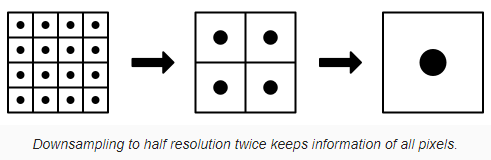 Downsampling to half resolution twice keeps information of all pixels.